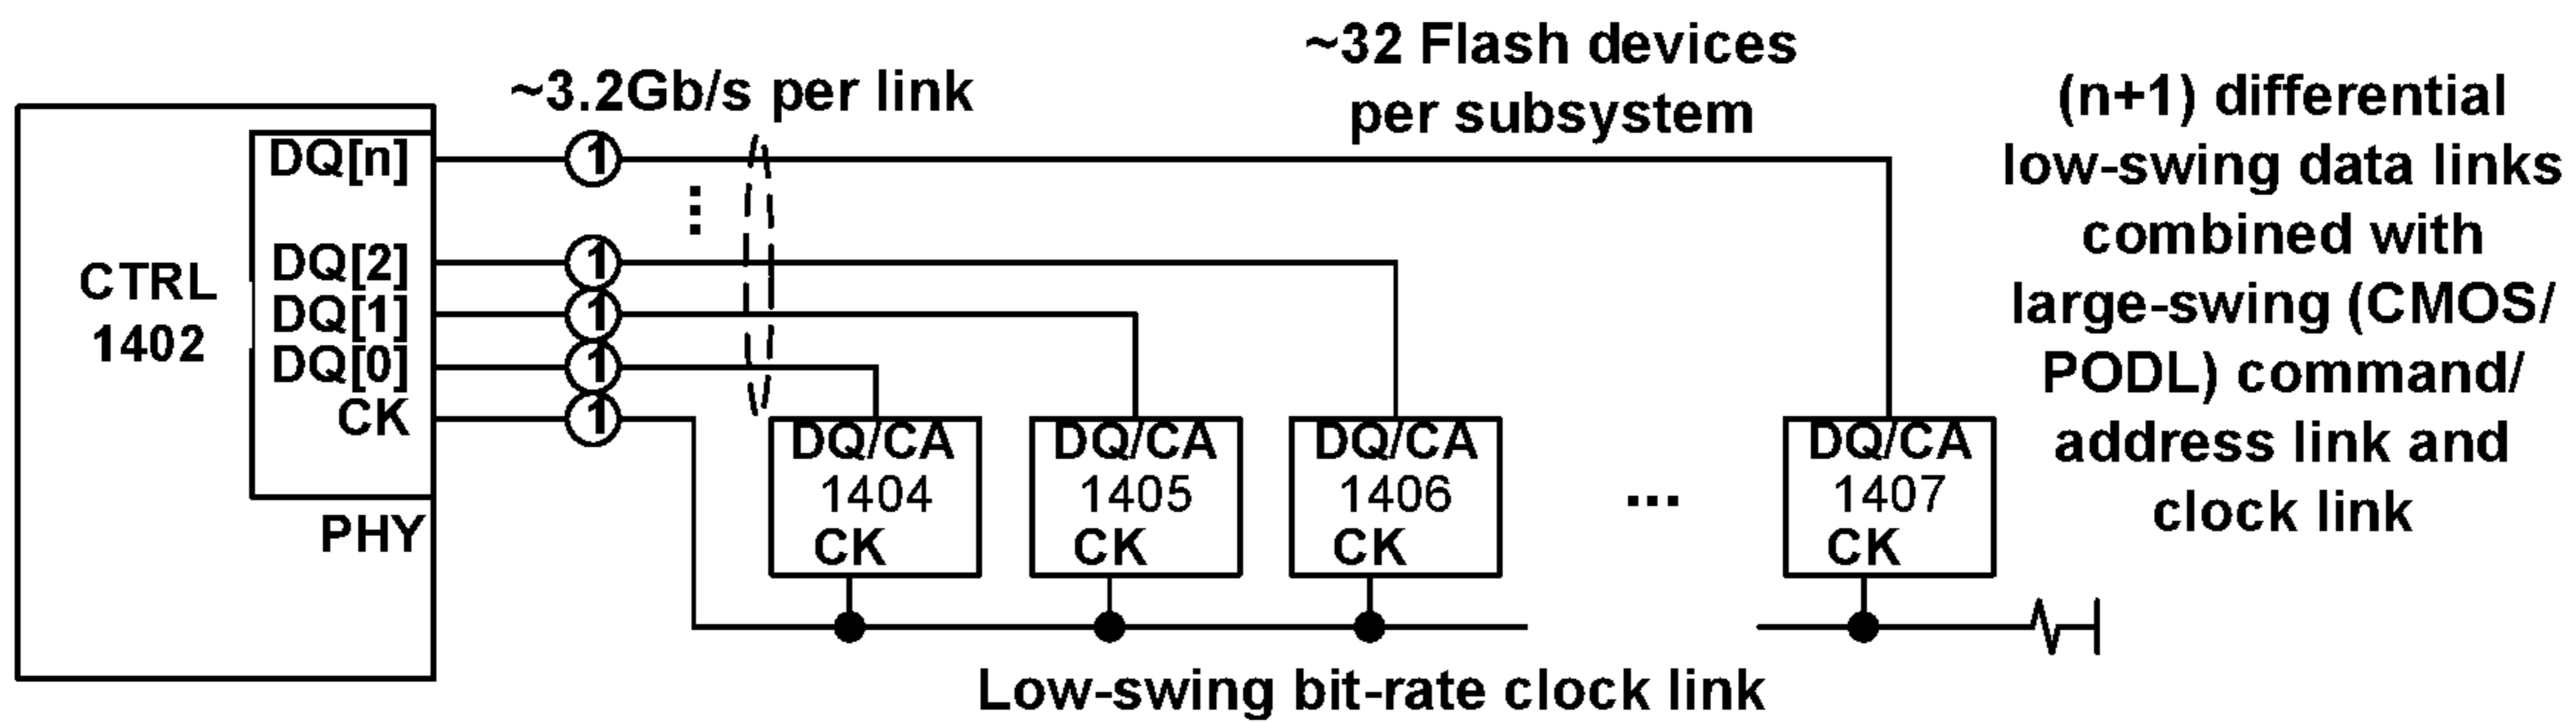 ~32 Flash devices
per subsystem
~3.2Gb/s per link
(n+1) differential
low-swing data links
combined with
large-swing (CMOS/
PODL) command/
address link and
clock link
CTRL
1402
DQ[n]
DQ[2]
DQ[1]
DQ[0]
CK
PHY
1
1
1
1
1
DQ/CA
1404
CK
DQ/CA
1405
CK
DQ/CA
1406
CK
...
DQ/CA
1407
CK
Low-swing bit-rate clock link